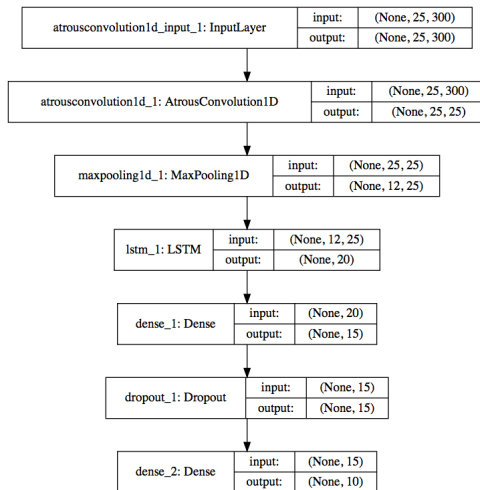 atrousconvolution1d_input_1: InputLayer input: (None, 25, 300)
output: (None, 25, 300)
atrousconvolution1d_1: AtrousConvolution1D input: (None, 25, 300)
output: (None, 25, 25)
maxpooling1d_1: MaxPooling1D input: (None, 25, 25)
output: (None, 12, 25)
lstm_1: LSTM input: (None, 12, 25)
output: (None, 20)
dense_1: Dense input: (None, 20)
output: (None, 15)
dropout_1: Dropout input: (None, 15)
output: (None, 15)
dense_2: Dense input: (None, 15)
output: (None, 10)